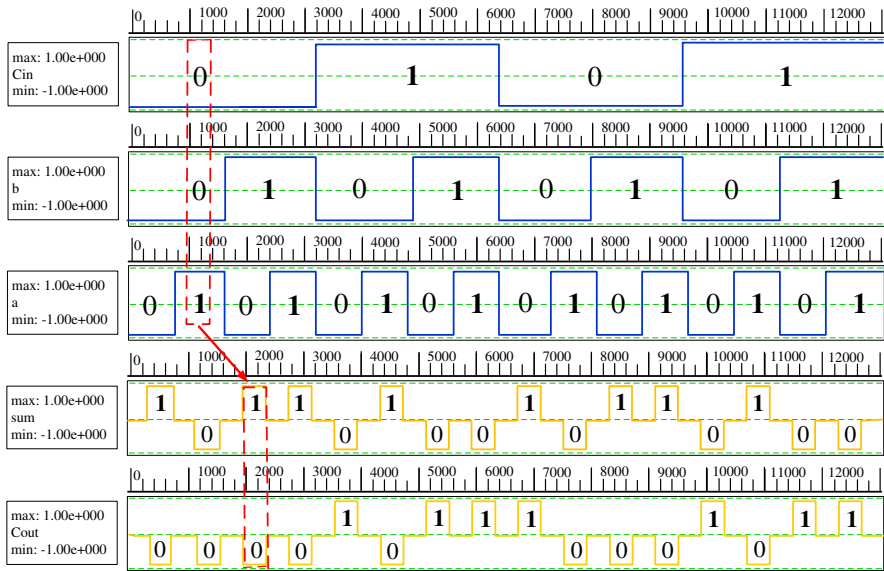 0 1000 2000 3000 4000 5000 6000 7000 8000 9000 10000 11000 12000
max: 1.00e+000
Cin
min: -1.00e+000
0 1 0 1
0 1000 2000 3000 4000 5000 6000 7000 8000 9000 10000 11000 12000
max: 1.00e+000
b
min: -1.00e+000
0 1 0 1 0 1 0 1
0 1000 2000 3000 4000 5000 6000 7000 8000 9000 10000 11000 12000
max: 1.00e+000
a
min: -1.00e+000
0 1 0 1 0 1 0 1 0 1 0 1 0 1 0 1
0 1000 2000 3000 4000 5000 6000 7000 8000 9000 10000 11000 12000
max: 1.00e+000
sum
min: -1.00e+000
1 0 1 1 0 1 0 0 1 0 1 1 0 1 0 0
0 1000 2000 3000 4000 5000 6000 7000 8000 9000 10000 11000 12000
max: 1.00e+000
Cout
min: -1.00e+000
0 0 0 0 1 0 1 1 1 0 0 0 1 0 1 1